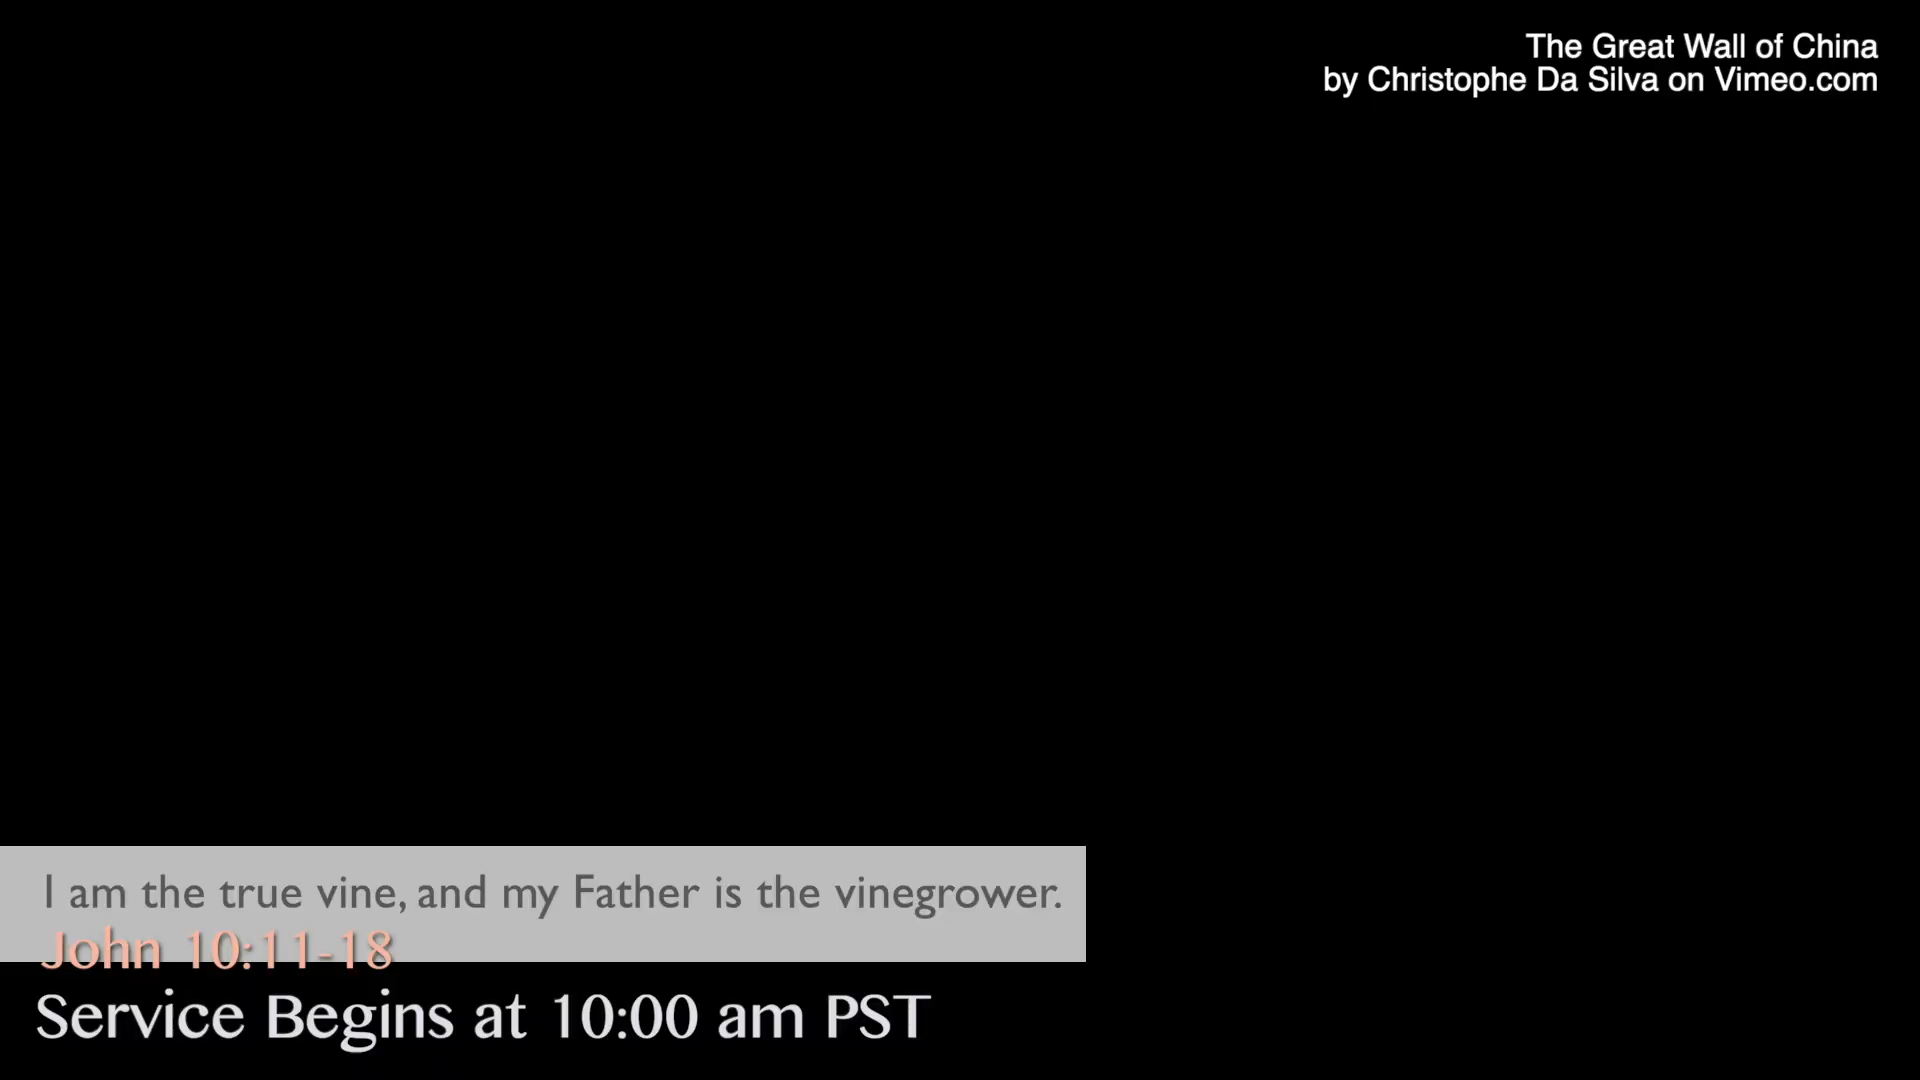 The Great Wall of China
by Christophe Da Silva on Vimeo.com
I am the true vine, and my Father is the vinegrower.
John 10:11-18
Service Begins at 10:00 am PST